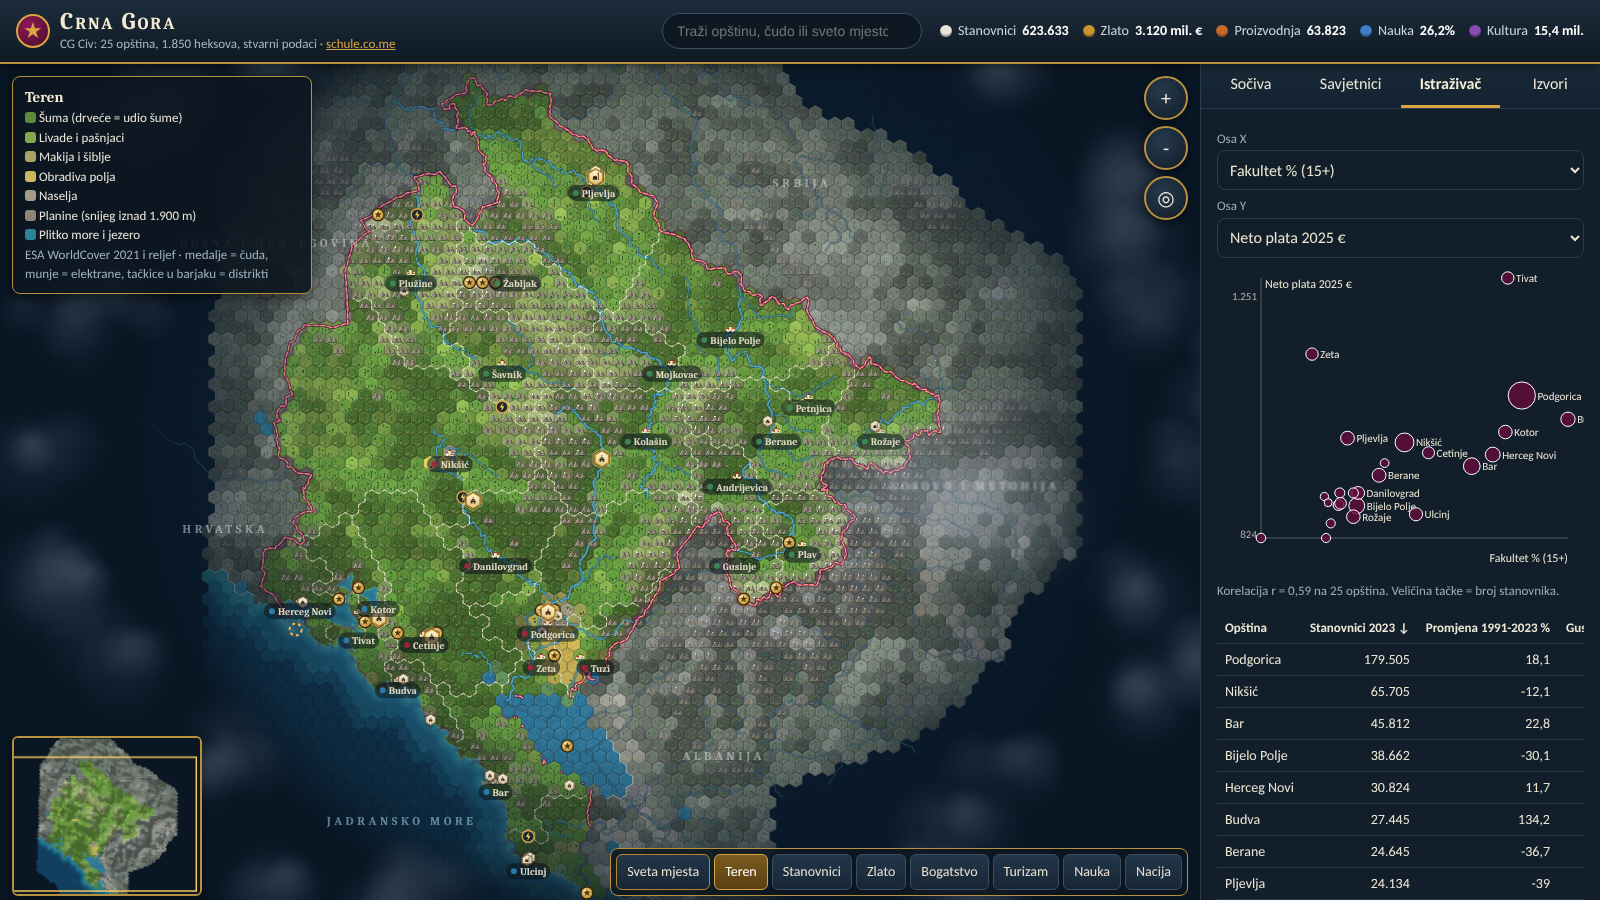 Crna Gora
CG Civ: 25 opština, 1.850 heksova, stvarni podaci · schule.co.me
Traži opštinu, čudo ili sveto mjesto
Stanovnici 623.633
Zlato 3.120 mil. €
Proizvodnja 63.823
Nauka 26,2%
Kultura 15,4 mil.
Teren
Šuma (drveće = udio šume)
Livade i pašnjaci
Makija i šiblje
Obradiva polja
Naselja
Planine (snijeg iznad 1.900 m)
Plitko more i jezero
ESA WorldCover 2021 i reljef · medalje = čuda,
munje = elektrane, tačkice u barjaku = distrikti
+
-
◎
SRBIJA
BOSNA I HERCEGOVINA
HRVATSKA
ALBANIJA
JADRANSKO MORE
Pljevlja
Plužine
Žabljak
Bijelo Polje
Šavnik
Mojkovac
Petnjica
Kolašin
Berane
Rožaje
Nikšić
Andrijevica
Danilovgrad
Gusinje
Plav
Herceg Novi
Kotor
Tivat
Cetinje
Podgorica
Zeta
Tuzi
Budva
Bar
Ulcinj
Sveta mjesta
Teren
Stanovnici
Zlato
Bogatstvo
Turizam
Nauka
Nacija
Sočiva
Savjetnici
Istraživač
Izvori
Osa X
Fakultet % (15+)
Osa Y
Neto plata 2025 €
Neto plata 2025 €
1.251
824
Tivat
Zeta
Podgorica
B
Kotor
Pljevlja
Nikšić
Cetinje
Herceg Novi
Bar
Berane
Danilovgrad
Bijelo Polje
Rožaje
Ulcinj
Fakultet % (15+)
Korelacija r = 0,59 na 25 opština. Veličina tačke = broj stanovnika.
Opština Stanovnici 2023 ↓ Promjena 1991-2023 % Gus
Podgorica 179.505 18,1
Nikšić 65.705 -12,1
Bar 45.812 22,8
Bijelo Polje 38.662 -30,1
Herceg Novi 30.824 11,7
Budva 27.445 134,2
Berane 24.645 -36,7
Pljevlja 24.134 -39